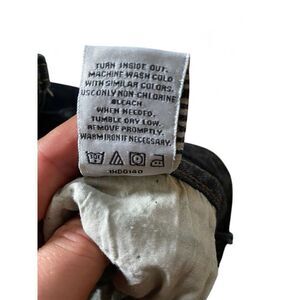 TURN INSIDE OUT.
MACHINE WASH COLD
WITH SIMILAR COLORS.
USE ONLY NON-CHLORINE
BLEACH
WHEN NEEDED.
TUMBLE DRY LOW.
REMOVE PROMPTLY.
WARM IRON IF NECESSARY.